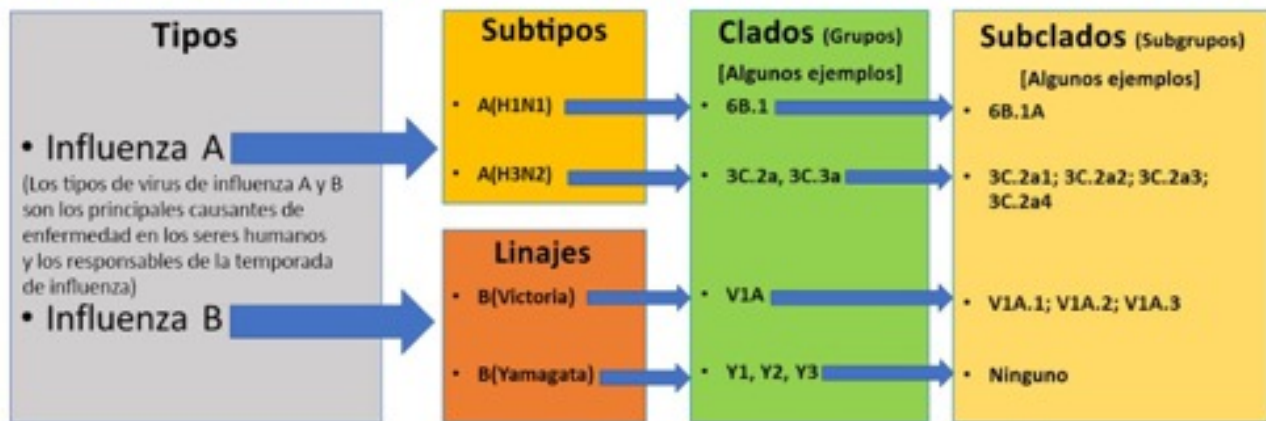 Tipos
• Influenza A
(Los tipos de virus de influenza A y B
son los principales causantes de
enfermedad en los seres humanos
y los responsables de la temporada
de influenza)
• Influenza B
Subtipos
• A(H1N1)
• A(H3N2)
Linajes
• B(Victoria)
• B(Yamagata)
Clados (Grupos)
[Algunos ejemplos]
• 6B.1
• 3C.2a, 3C.3a
• V1A
• Y1, Y2, Y3
Subclados (Subgrupos)
[Algunos ejemplos]
• 6B.1A
• 3C.2a1; 3C.2a2; 3C.2a3;
3C.2a4
• V1A.1; V1A.2; V1A.3
• Ninguno